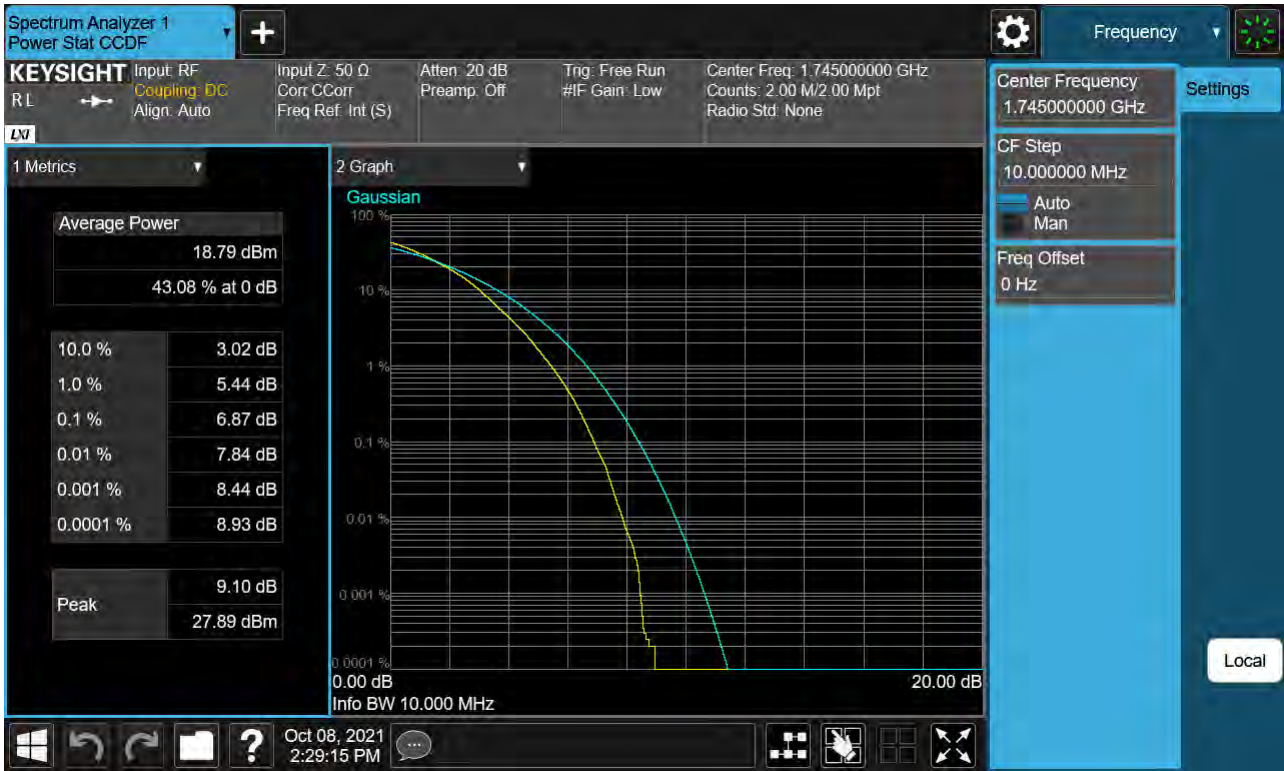 Spectrum Analyzer 1
Power Stat CCDF
Frequency
KEYSIGHT
R L
LXI
Input: RF
Coupling: DC
Align: Auto
Input Z: 50 Ω
Corr CCorr
Freq Ref: Int (S)
Atten: 20 dB
Preamp: Off
Trig: Free Run
#IF Gain: Low
Center Freq: 1.745000000 GHz
Counts: 2.00 M/2.00 Mpt
Radio Std: None
Center Frequency
1.745000000 GHz
Settings
CF Step
10.000000 MHz
Auto
Man
Freq Offset
0 Hz
1 Metrics
Average Power
18.79 dBm
43.08 % at 0 dB
10.0 % 3.02 dB
1.0 % 5.44 dB
0.1 % 6.87 dB
0.01 % 7.84 dB
0.001 % 8.44 dB
0.0001 % 8.93 dB
Peak
9.10 dB
27.89 dBm
2 Graph
Gaussian
100 %
10 %
1 %
0.1 %
0.01 %
0.001 %
0.0001 %
0.00 dB
20.00 dB
Info BW 10.000 MHz
Local
?
Oct 08, 2021
2:29:15 PM